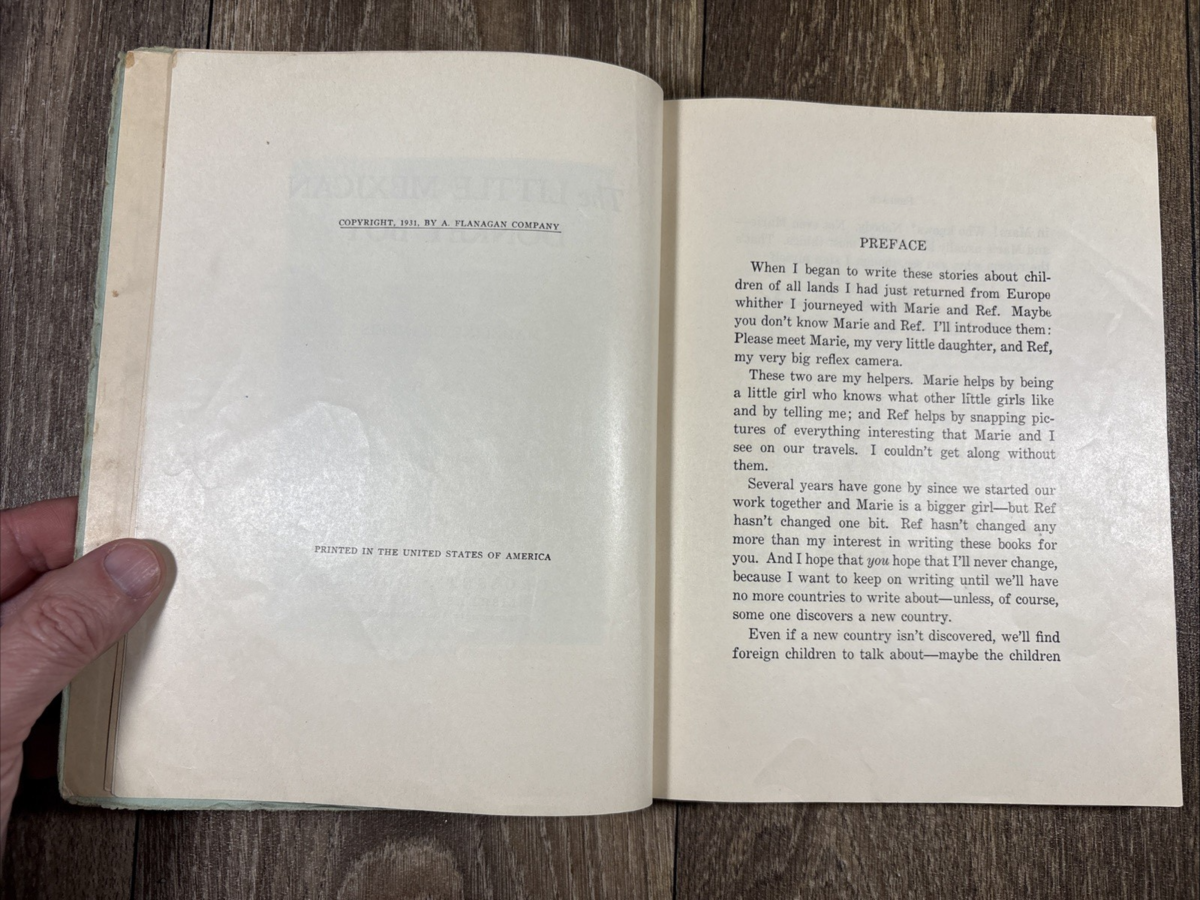 The LITTLE MEXICAN
DONKEY BOY
COPYRIGHT, 1931, BY A. FLANAGAN COMPANY
PRINTED IN THE UNITED STATES OF AMERICA
PREFACE
When I began to write these stories about chil-
dren of all lands I had just returned from Europe
whither I journeyed with Marie and Ref. Maybe
you don't know Marie and Ref. I'll introduce them:
Please meet Marie, my very little daughter, and Ref,
my very big reflex camera.
These two are my helpers. Marie helps by being
a little girl who knows what other little girls like
and by telling me; and Ref helps by snapping pic-
tures of everything interesting that Marie and I
see on our travels. I couldn't get along without
them.
Several years have gone by since we started our
work together and Marie is a bigger girl—but Ref
hasn't changed one bit. Ref hasn't changed any
more than my interest in writing these books for
you. And I hope that you hope that I'll never change,
because I want to keep on writing until we'll have
no more countries to write about—unless, of course,
some one discovers a new country.
Even if a new country isn't discovered, we'll find
foreign children to talk about—maybe the children